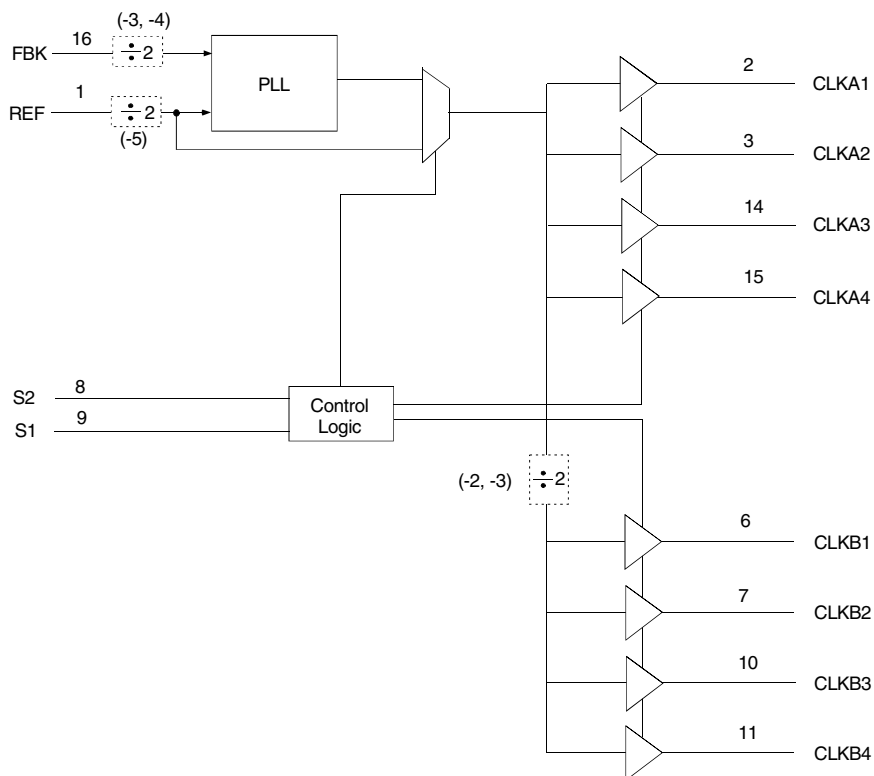 (-3, -4)
FBK 16 ÷2
PLL
REF 1 ÷2
(-5)
2 CLKA1
3 CLKA2
14 CLKA3
15 CLKA4
S2 8
S1 9
Control
Logic
(-2, -3) ÷2
6 CLKB1
7 CLKB2
10 CLKB3
11 CLKB4